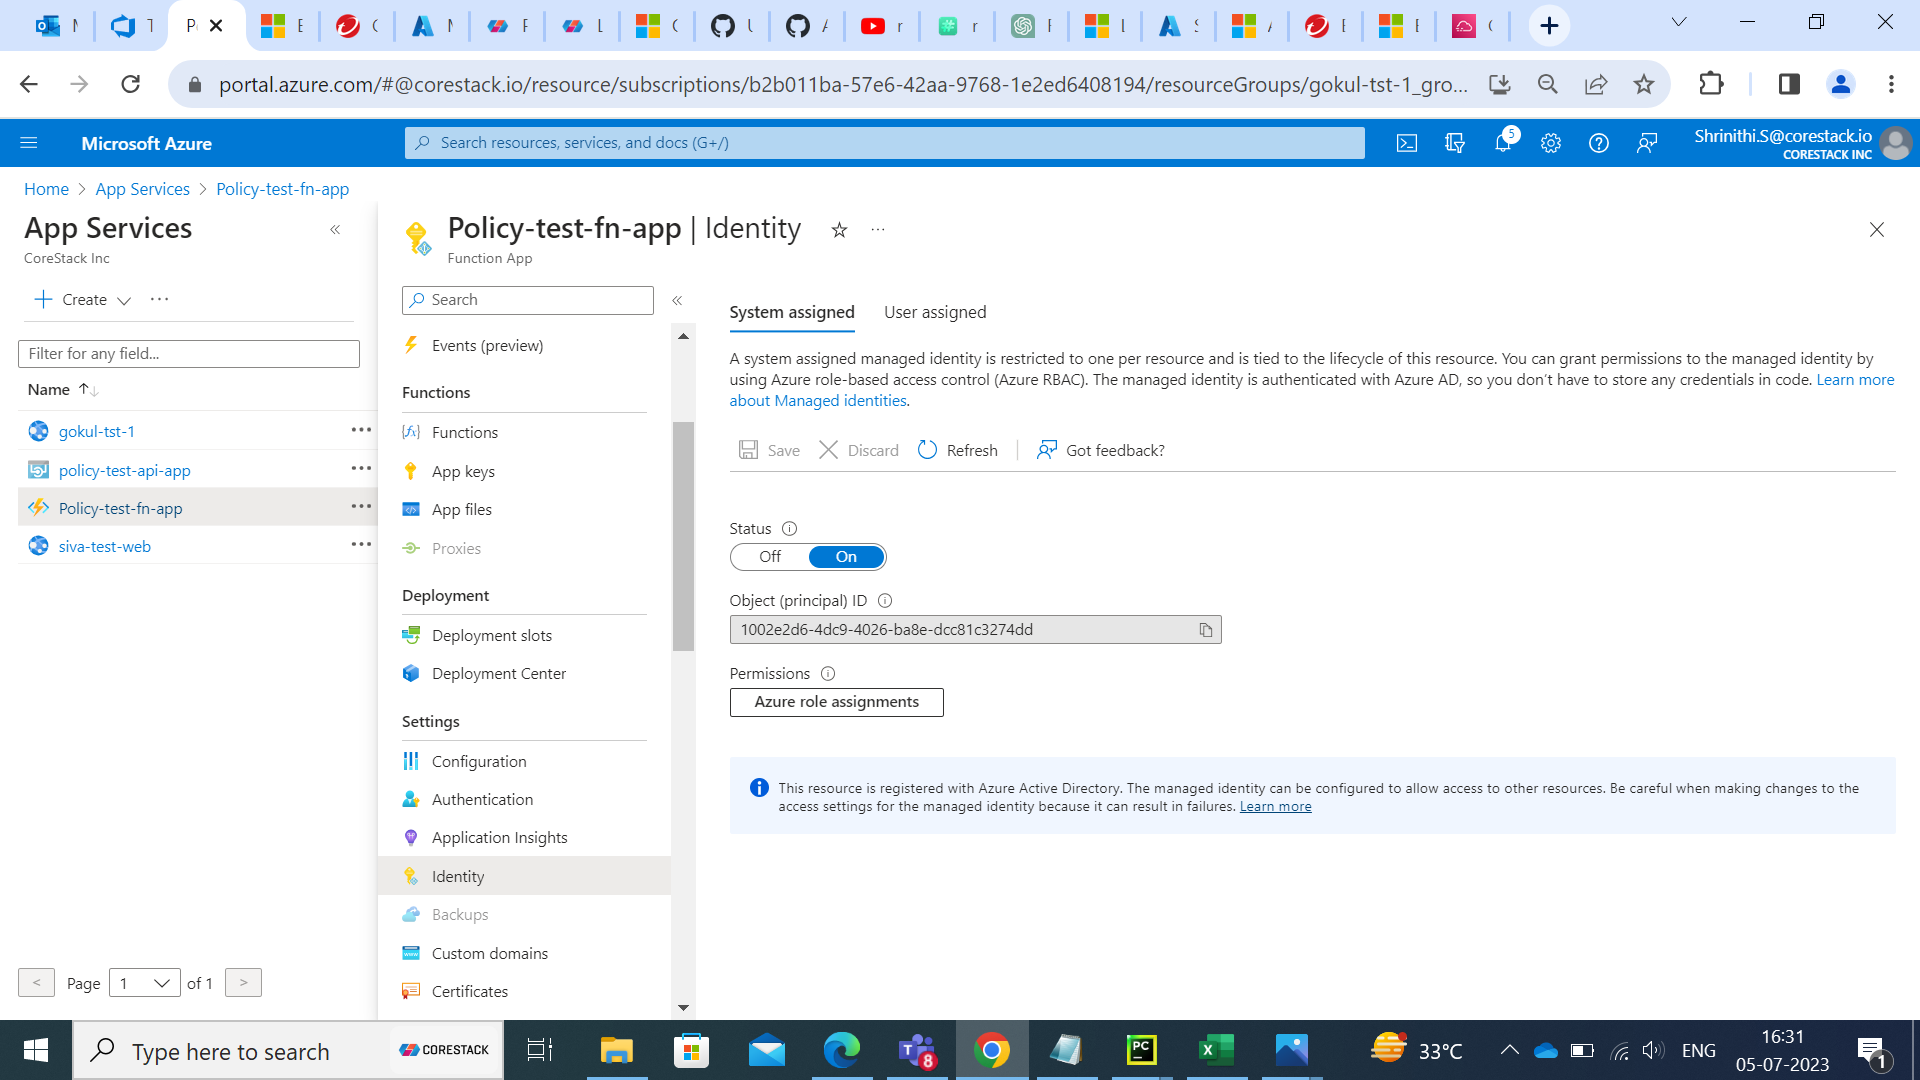 portal.azure.com/#@corestack.io/resource/subscriptions/b2b011ba-57e6-42aa-9768-1e2ed6408194/resourceGroups/gokul-tst-1_gro...
Microsoft Azure
Search resources, services, and docs (G+/)
5
Shrinithi.S@corestack.io
CORESTACK INC
Home > App Services > Policy-test-fn-app
App Services
CoreStack Inc
Create
Filter for any field...
Name
gokul-tst-1
policy-test-api-app
Policy-test-fn-app
siva-test-web
< Page 1 of 1 >
Policy-test-fn-app | Identity
Function App
Search
Events (preview)
Functions
Functions
App keys
App files
Proxies
Deployment
Deployment slots
Deployment Center
Settings
Configuration
Authentication
Application Insights
Identity
Backups
Custom domains
Certificates
System assigned User assigned
A system assigned managed identity is restricted to one per resource and is tied to the lifecycle of this resource. You can grant permissions to the managed identity by
using Azure role-based access control (Azure RBAC). The managed identity is authenticated with Azure AD, so you don't have to store any credentials in code. Learn more
about Managed identities.
Save Discard Refresh Got feedback?
Status
Off On
Object (principal) ID
1002e2d6-4dc9-4026-ba8e-dcc81c3274dd
Permissions
Azure role assignments
This resource is registered with Azure Active Directory. The managed identity can be configured to allow access to other resources. Be careful when making changes to the
access settings for the managed identity because it can result in failures. Learn more
Type here to search
CORESTACK
8
PC
33°C
ENG
16:31
05-07-2023
1